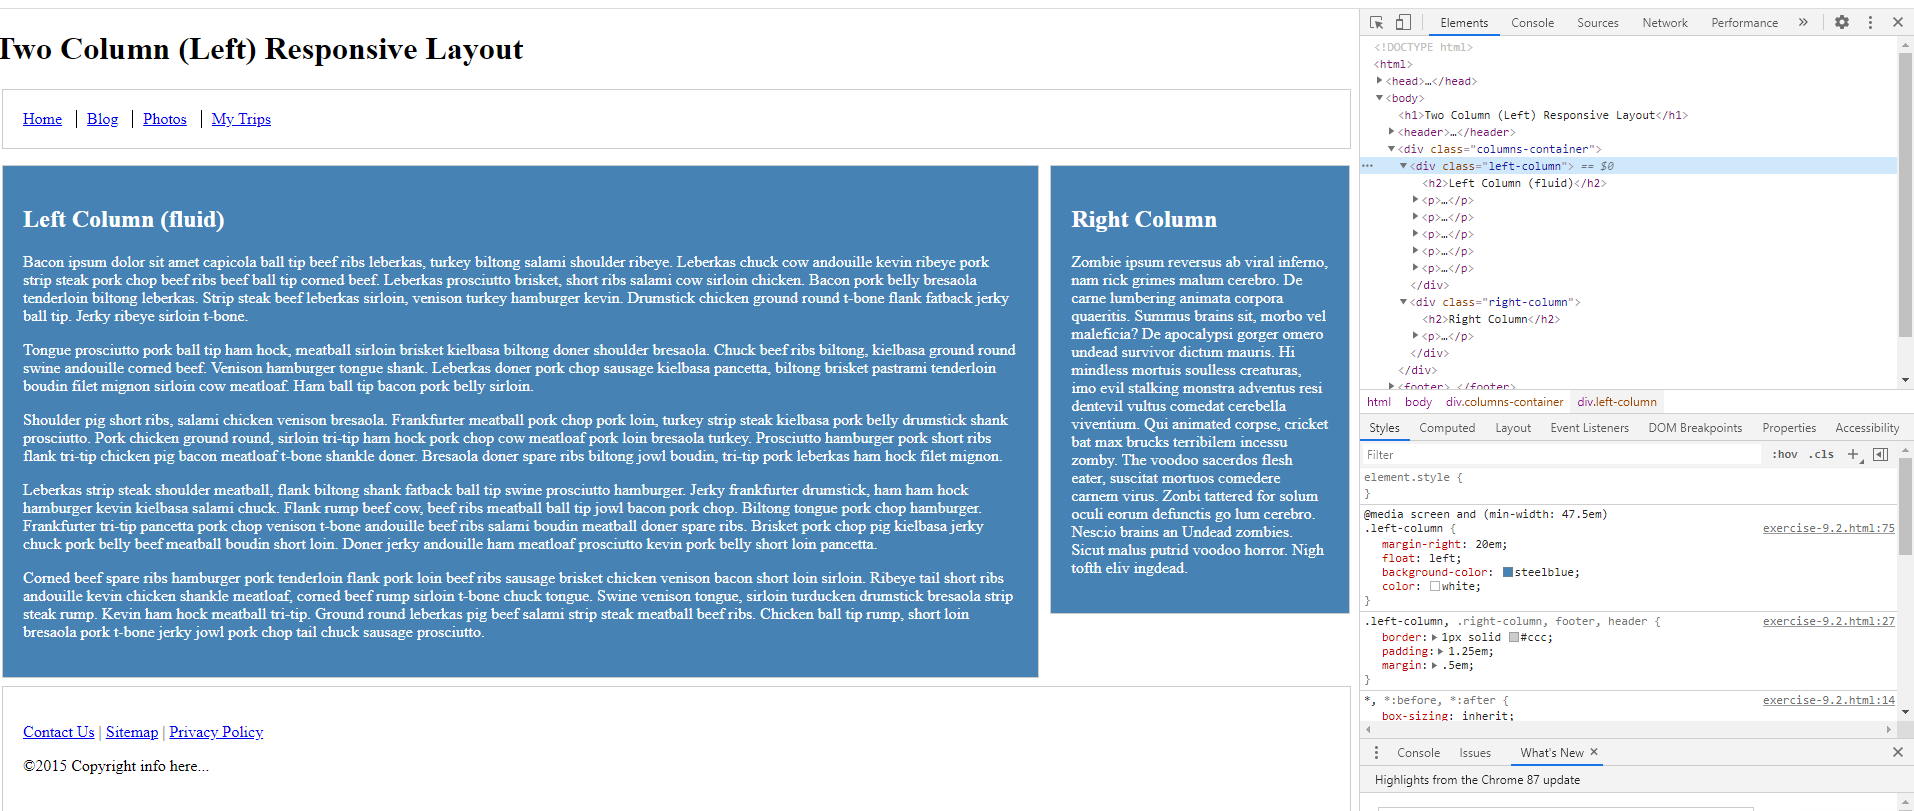 Two Column (Left) Responsive Layout
Home
Blog
Photos
My Trips
Left Column (fluid)
Bacon ipsum dolor sit amet capicola ball tip beef ribs leberkas, turkey biltong salami shoulder ribeye. Leberkas chuck cow andouille kevin ribeye pork
strip steak pork chop beef ribs beef ball tip corned beef. Leberkas prosciutto brisket, short ribs salami cow sirloin chicken. Bacon pork belly bresaola
tenderloin biltong leberkas. Strip steak beef leberkas sirloin, venison turkey hamburger kevin. Drumstick chicken ground round t-bone flank fatback jerky
ball tip. Jerky ribeye sirloin t-bone.
Tongue prosciutto pork ball tip ham hock, meatball sirloin brisket kielbasa biltong doner shoulder bresaola. Chuck beef ribs biltong, kielbasa ground round
swine andouille corned beef. Venison hamburger tongue shank. Leberkas doner pork chop sausage kielbasa pancetta, biltong brisket pastrami tenderloin
boudin filet mignon sirloin cow meatloaf. Ham ball tip bacon pork belly sirloin.
Shoulder pig short ribs, salami chicken venison bresaola. Frankfurter meatball pork chop pork loin, turkey strip steak kielbasa pork belly drumstick shank
prosciutto. Pork chicken ground round, sirloin tri-tip ham hock pork chop cow meatloaf pork loin bresaola turkey. Prosciutto hamburger pork short ribs
flank tri-tip chicken pig bacon meatloaf t-bone shankle doner. Bresaola doner spare ribs biltong jowl boudin, tri-tip pork leberkas ham hock filet mignon.
Leberkas strip steak shoulder meatball, flank biltong shank fatback ball tip swine prosciutto hamburger. Jerky frankfurter drumstick, ham ham hock
hamburger kevin kielbasa salami chuck. Flank rump beef cow, beef ribs meatball ball tip jowl bacon pork chop. Biltong tongue pork chop hamburger.
Frankfurter tri-tip pancetta pork chop venison t-bone andouille beef ribs salami boudin meatball doner spare ribs. Brisket pork chop pig kielbasa jerky
chuck pork belly beef meatball boudin short loin. Doner jerky andouille ham meatloaf prosciutto kevin pork belly short loin pancetta.
Corned beef spare ribs hamburger pork tenderloin flank pork loin beef ribs sausage brisket chicken venison bacon short loin sirloin. Ribeye tail short ribs
andouille kevin chicken shankle meatloaf, corned beef rump sirloin t-bone chuck tongue. Swine venison tongue, sirloin turducken drumstick bresaola strip
steak rump. Kevin ham hock meatball tri-tip. Ground round leberkas pig beef salami strip steak meatball beef ribs. Chicken ball tip rump, short loin
bresaola pork t-bone jerky jowl pork chop tail chuck sausage prosciutto.
Right Column
Zombie ipsum reversus ab viral inferno,
nam rick grimes malum cerebro. De
carne lumbering animata corpora
quaeritis. Summus brains sit, morbo vel
maleficia? De apocalypsi gorger omero
undead survivor dictum mauris. Hi
mindless mortuis soulless creaturas,
imo evil stalking monstra adventus resi
dentevil vultus comedat cerebella
viventium. Qui animated corpse, cricket
bat max brucks terribilem incessu
zomby. The voodoo sacerdos flesh
eater, suscitat mortuos comedere
carnem virus. Zonbi tattered for solum
oculi eorum defunctis go lum cerebro.
Nescio brains an Undead zombies.
Sicut malus putrid voodoo horror. Nigh
tofth eliv ingdead.
Contact Us | Sitemap | Privacy Policy
©2015 Copyright info here...
Elements Console Sources Network Performance »
<!DOCTYPE html>
<html>
<head>…</head>
<body>
<h1>Two Column (Left) Responsive Layout</h1>
<header>…</header>
<div class="columns-container">
<div class="left-column"> == $0
<h2>Left Column (fluid)</h2>
<p>…</p>
<p>…</p>
<p>…</p>
<p>…</p>
<p>…</p>
</div>
<div class="right-column">
<h2>Right Column</h2>
<p>…</p>
</div>
</div>
<footer>…</footer>
html body div.columns-container div.left-column
Styles Computed Layout Event Listeners DOM Breakpoints Properties Accessibility
Filter :hov .cls +
element.style {
}
@media screen and (min-width: 47.5em)
.left-column { exercise-9.2.html:75
margin-right: 20em;
float: left;
background-color: steelblue;
color: white;
}
.left-column, .right-column, footer, header { exercise-9.2.html:27
border: 1px solid #ccc;
padding: 1.25em;
margin: .5em;
}
*, *:before, *:after { exercise-9.2.html:14
box-sizing: inherit;
Console Issues What's New
Highlights from the Chrome 87 update